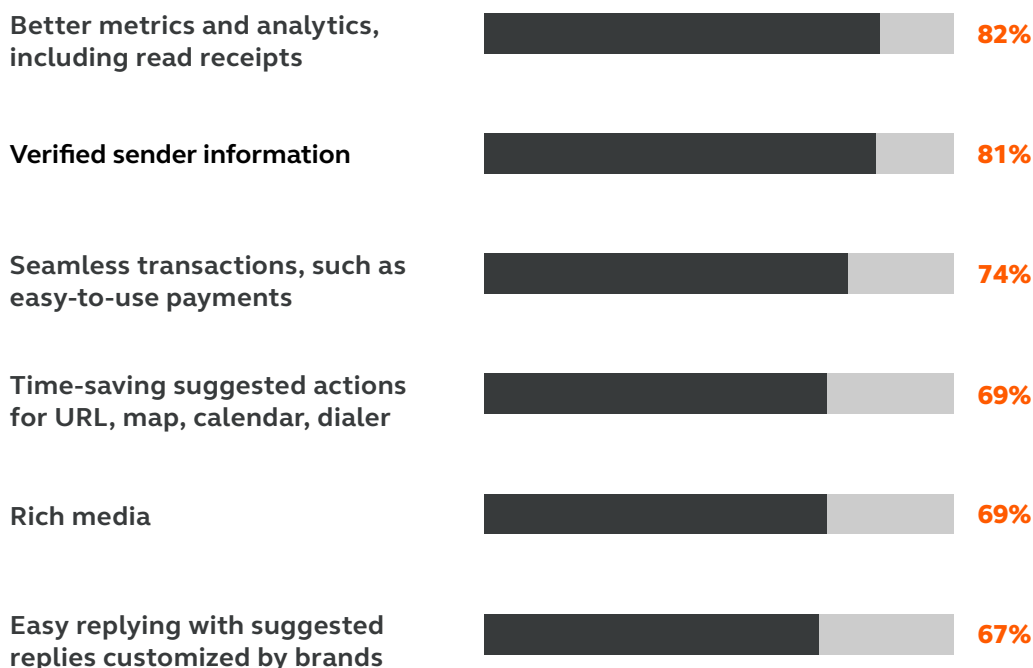 Better metrics and analytics,
including read receipts
82%
Verified sender information
81%
Seamless transactions, such as
easy-to-use payments
74%
Time-saving suggested actions
for URL, map, calendar, dialer
69%
Rich media
69%
Easy replying with suggested
replies customized by brands
67%